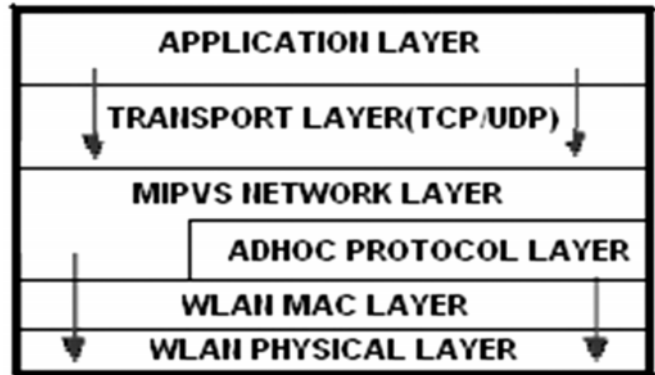 APPLICATION LAYER
TRANSPORT LAYER(TCP/UDP)
MIPVS NETWORK LAYER
ADHOC PROTOCOL LAYER
WLAN MAC LAYER
WLAN PHYSICAL LAYER